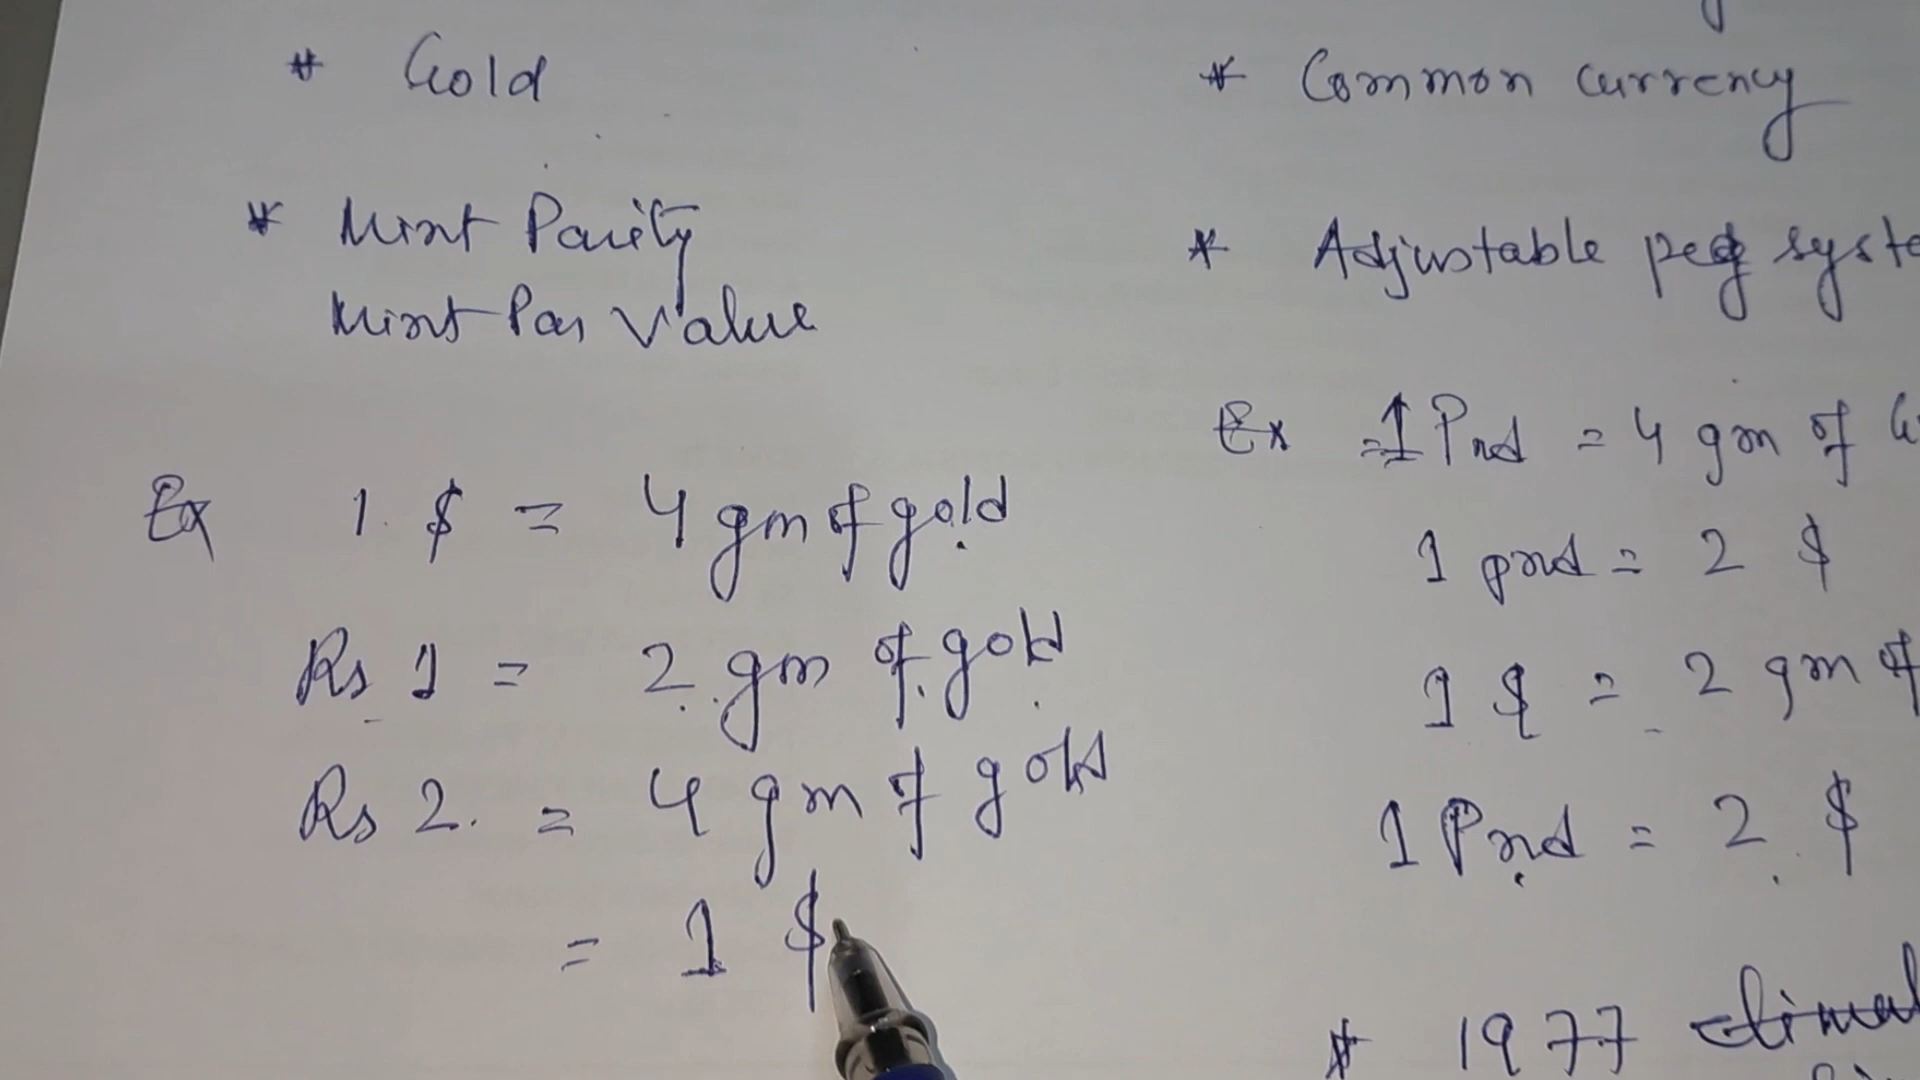 * Gold
* Mint Parity
Mint Par Value
Ex 1 $ = 4 gm of gold
Rs 1 = 2 gm of gold
Rs 2 = 4 gm of gold
= 1 $
* Common Currency
* Adjustable peg syste
Ex =1 Pnd = 4 gm of G
1 pnd = 2 $
1 $ = 2 gm of
1 Pnd = 2 $
* 1977